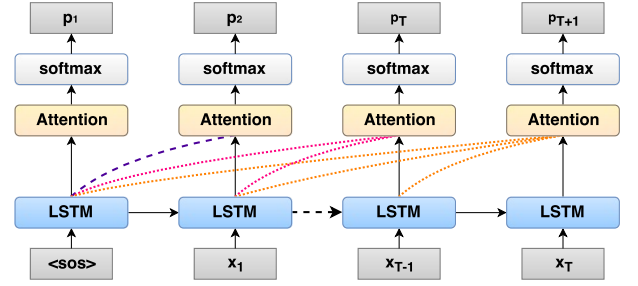 p1 p2 pT pT+1
softmax softmax softmax softmax
Attention Attention Attention Attention
LSTM LSTM LSTM LSTM
<sos> x1 xT-1 xT